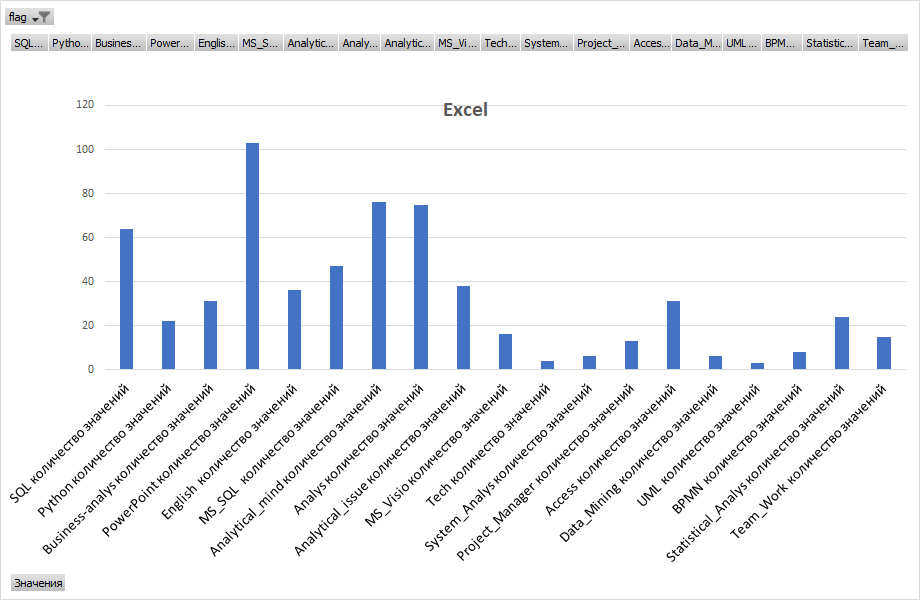 flag
SQL... Pytho... Busines... Power... Englis... MS_S... Analytic... Analy... Analytic... MS_Vi... Tech... System... Project_... Acces... Data_M... UML... BPM... Statistic... Team_...
Excel
120
100
80
60
40
20
0
SQL количество значений
Python количество значений
Business-analys количество значений
PowerPoint количество значений
English количество значений
MS_SQL количество значений
Analytical_mind количество значений
Analys количество значений
Analytical_issue количество значений
MS_Visio количество значений
Tech количество значений
System_Analys количество значений
Project_Manager количество значений
Access количество значений
Data_Mining количество значений
UML количество значений
BPMN количество значений
Statistical_Analys количество значений
Team_Work количество значений
Значения